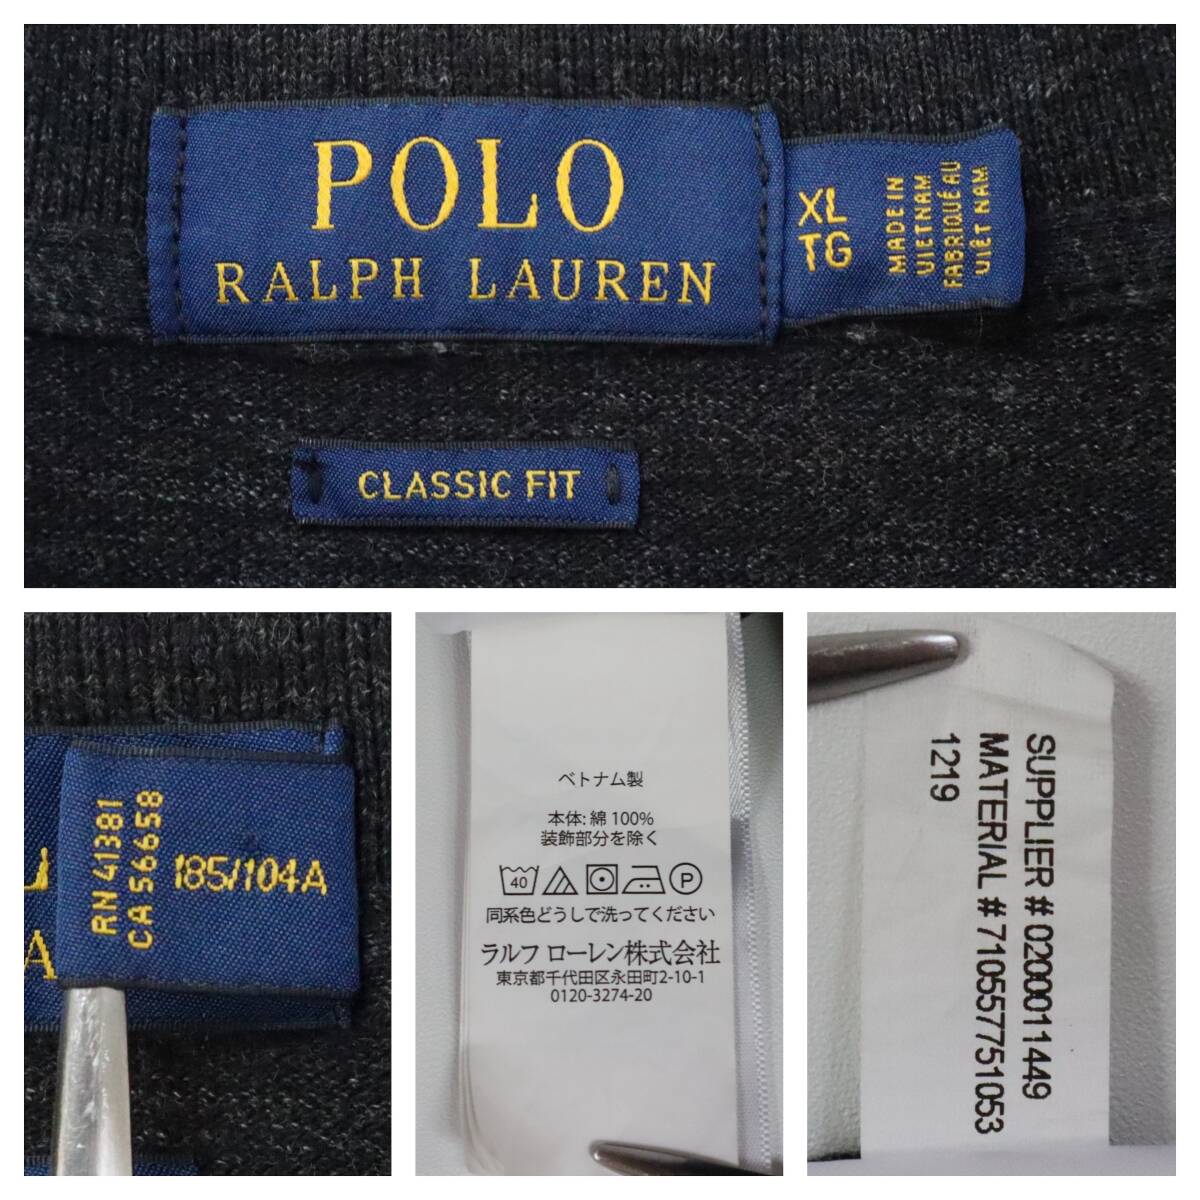 POLO
RALPH LAUREN
XL
TG
MADE IN
VIETNAM
FABRIQUÉ AU
VIÊT NAM
CLASSIC FIT
RN 41381
CA 56658
185/104A
ベトナム製
本体: 綿 100%
装飾部分を除く
40
P
同系色どうしで洗ってください
ラルフ ローレン株式会社
東京都千代田区永田町2-10-1
0120-3274-20
SUPPLIER # 0200011449
MATERIAL # 710557751053
1219